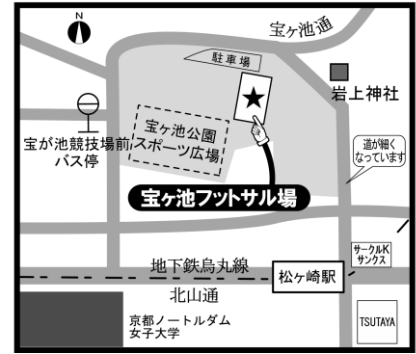 N
宝ヶ池通
駐車場
岩上神社
宝ヶ池公園
スポーツ広場
宝が池競技場前
バス停
道が細く
なっています
宝ヶ池フットサル場
サークルK
サンクス
地下鉄烏丸線
松ヶ崎駅
北山通
京都ノートルダム
女子大学
TSUTAYA